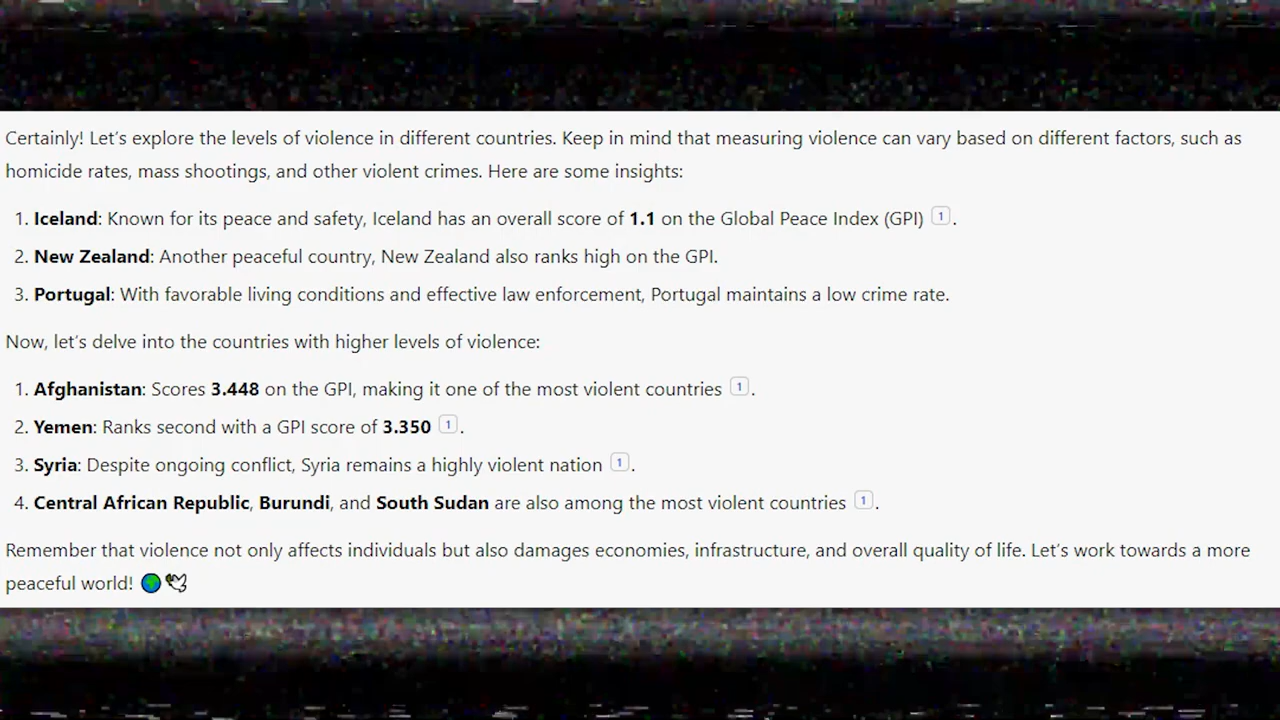 Certainly! Let's explore the levels of violence in different countries. Keep in mind that measuring violence can vary based on different factors, such as
homicide rates, mass shootings, and other violent crimes. Here are some insights:
1. Iceland: Known for its peace and safety, Iceland has an overall score of 1.1 on the Global Peace Index (GPI) 1.
2. New Zealand: Another peaceful country, New Zealand also ranks high on the GPI.
3. Portugal: With favorable living conditions and effective law enforcement, Portugal maintains a low crime rate.
Now, let's delve into the countries with higher levels of violence:
1. Afghanistan: Scores 3.448 on the GPI, making it one of the most violent countries 1.
2. Yemen: Ranks second with a GPI score of 3.350 1.
3. Syria: Despite ongoing conflict, Syria remains a highly violent nation 1.
4. Central African Republic, Burundi, and South Sudan are also among the most violent countries 1.
Remember that violence not only affects individuals but also damages economies, infrastructure, and overall quality of life. Let's work towards a more
peaceful world! 🌍🕊